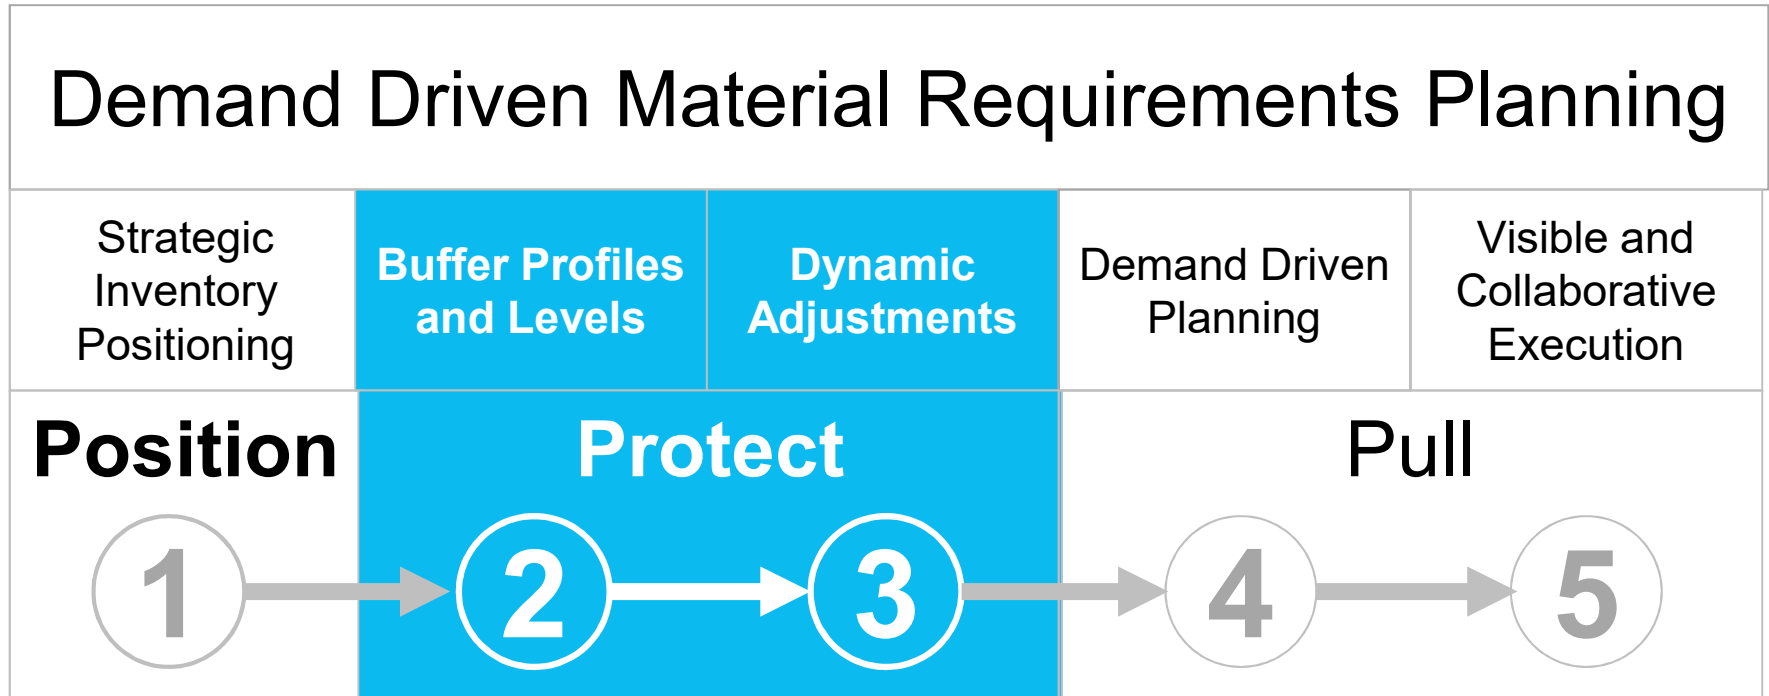 Demand Driven Material Requirements Planning
Strategic
Inventory
Positioning
Buffer Profiles
and Levels
Dynamic
Adjustments
Demand Driven
Planning
Visible and
Collaborative
Execution
Position
Protect
Pull
1
2
3
4
5